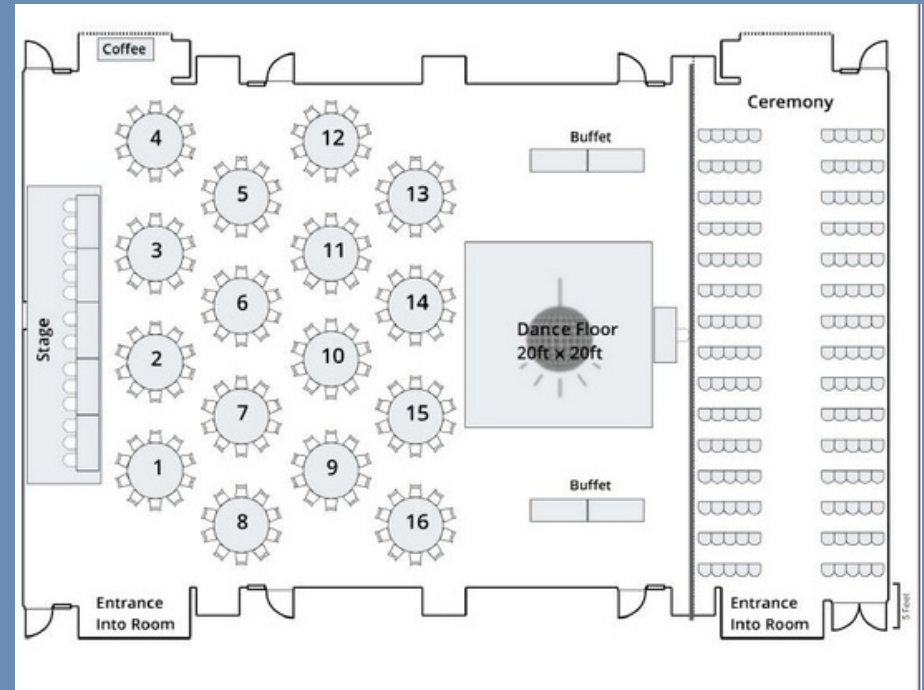 Coffee
Ceremony
4
12
Buffet
5
13
3
11
6
14
Stage
Dance Floor
20ft x 20ft
2
10
7
15
1
9
Buffet
8
16
Entrance
Into Room
Entrance
Into Room
5 Feet